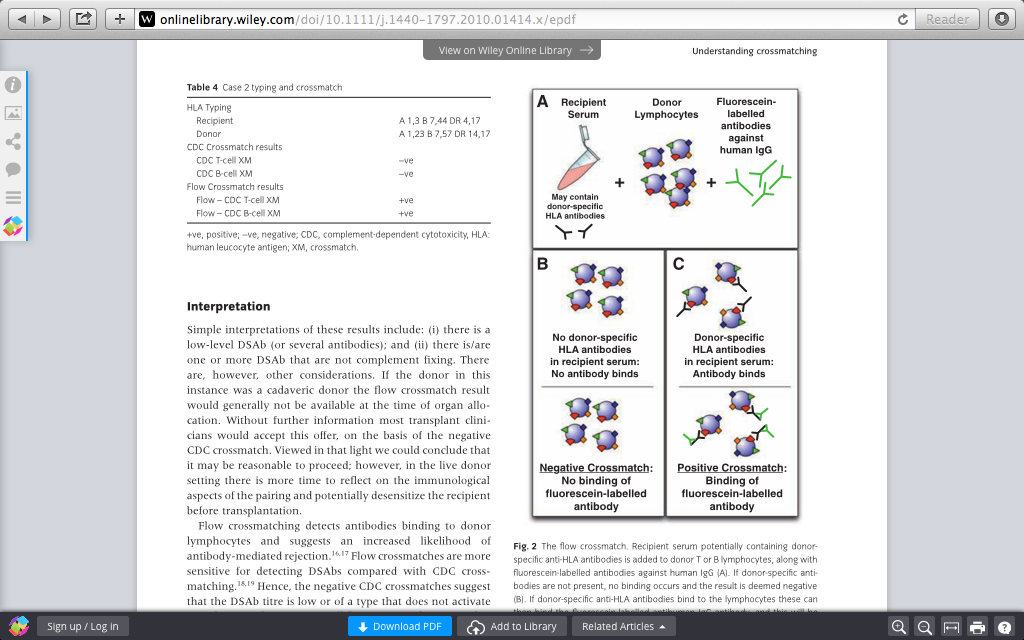 W onlinelibrary.wiley.com/doi/10.1111/j.1440-1797.2010.01414.x/epdf
Reader
View on Wiley Online Library →
Understanding crossmatching
Table 4 Case 2 typing and crossmatch
HLA Typing
Recipient A 1,3 B 7,44 DR 4,17
Donor A 1,23 B 7,57 DR 14,17
CDC Crossmatch results
CDC T-cell XM –ve
CDC B-cell XM –ve
Flow Crossmatch results
Flow – CDC T-cell XM +ve
Flow – CDC B-cell XM +ve
+ve, positive; –ve, negative; CDC, complement-dependent cytotoxicity, HLA:
human leucocyte antigen; XM, crossmatch.
Interpretation
Simple interpretations of these results include: (i) there is a
low-level DSAb (or several antibodies); and (ii) there is/are
one or more DSAb that are not complement fixing. There
are, however, other considerations. If the donor in this
instance was a cadaveric donor the flow crossmatch result
would generally not be available at the time of organ allo-
cation. Without further information most transplant clini-
cians would accept this offer, on the basis of the negative
CDC crossmatch. Viewed in that light we could conclude that
it may be reasonable to proceed; however, in the live donor
setting there is more time to reflect on the immunological
aspects of the pairing and potentially desensitize the recipient
before transplantation.
Flow crossmatching detects antibodies binding to donor
lymphocytes and suggests an increased likelihood of
antibody-mediated rejection.16,17 Flow crossmatches are more
sensitive for detecting DSAbs compared with CDC cross-
matching.18,19 Hence, the negative CDC crossmatches suggest
that the DSAb titre is low or of a type that does not activate
A
Recipient
Serum
Donor
Lymphocytes
Fluorescein-
labelled
antibodies
against
human IgG
+
+
May contain
donor-specific
HLA antibodies
B
No donor-specific
HLA antibodies
in recipient serum:
No antibody binds
Negative Crossmatch:
No binding of
fluorescein-labelled
antibody
C
Donor-specific
HLA antibodies
in recipient serum:
Antibody binds
Positive Crossmatch:
Binding of
fluorescein-labelled
antibody
Fig. 2 The flow crossmatch. Recipient serum potentially containing donor-
specific anti-HLA antibodies is added to donor T or B lymphocytes, along with
fluorescein-labelled antibodies against human IgG (A). If donor-specific anti-
bodies are not present, no binding occurs and the result is deemed negative
(B). If donor-specific anti-HLA antibodies bind to the lymphocytes these can
Sign up / Log in
Download PDF
Add to Library
Related Articles